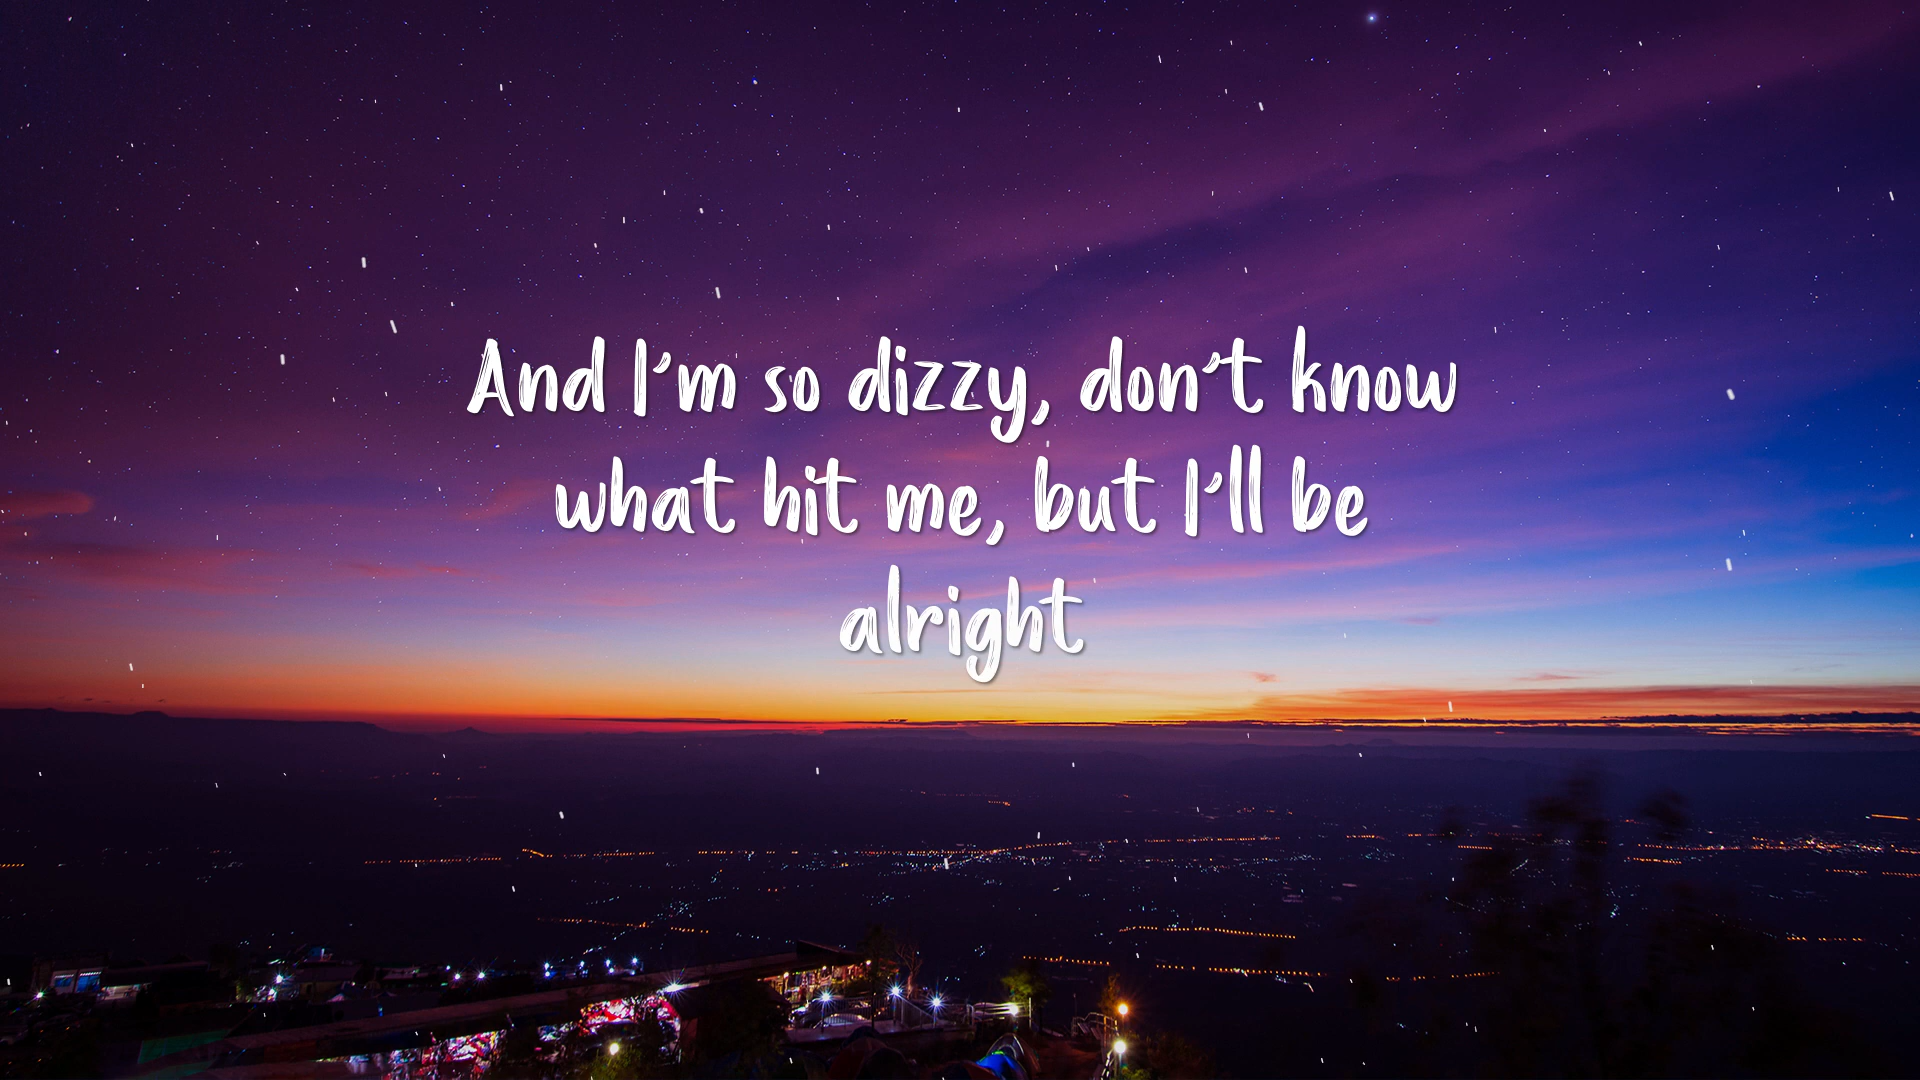 And I'm so dizzy, don't know
what hit me, but I'll be
alright